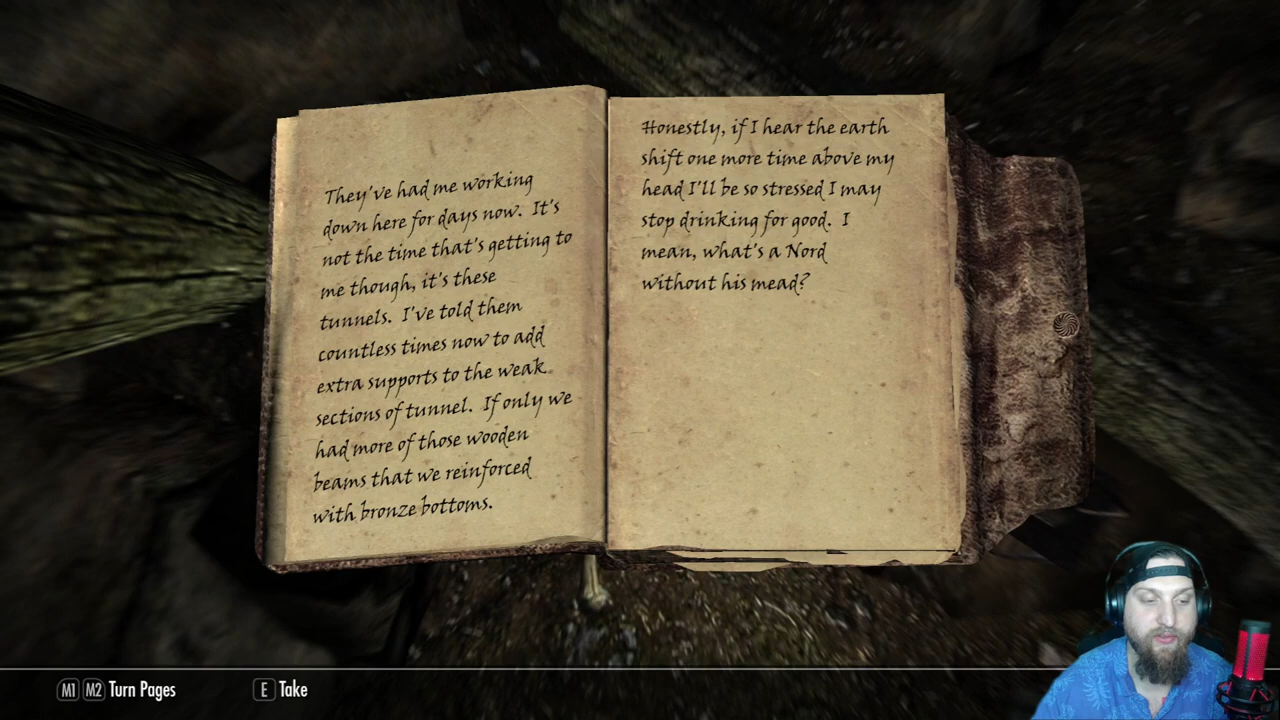 They've had me working
down here for days now.  It's
not the time that's getting to
me though, it's these
tunnels.  I've told them
countless times now to add
extra supports to the weak
sections of tunnel.  If only we
had more of those wooden
beams that we reinforced
with bronze bottoms.
Honestly, if I hear the earth
shift one more time above my
head I'll be so stressed I may
stop drinking for good.  I
mean, what's a Nord
without his mead?
M1 M2 Turn Pages
E Take